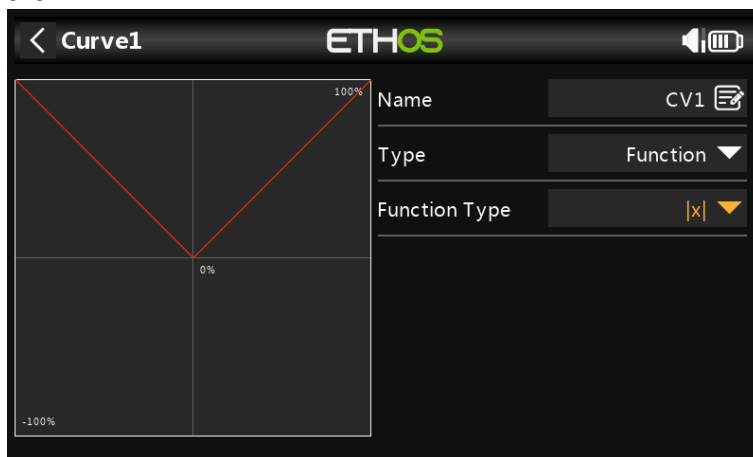 Curve1
ETHOS
100%
Name
CV1
Type
Function
Function Type
|x|
0%
-100%